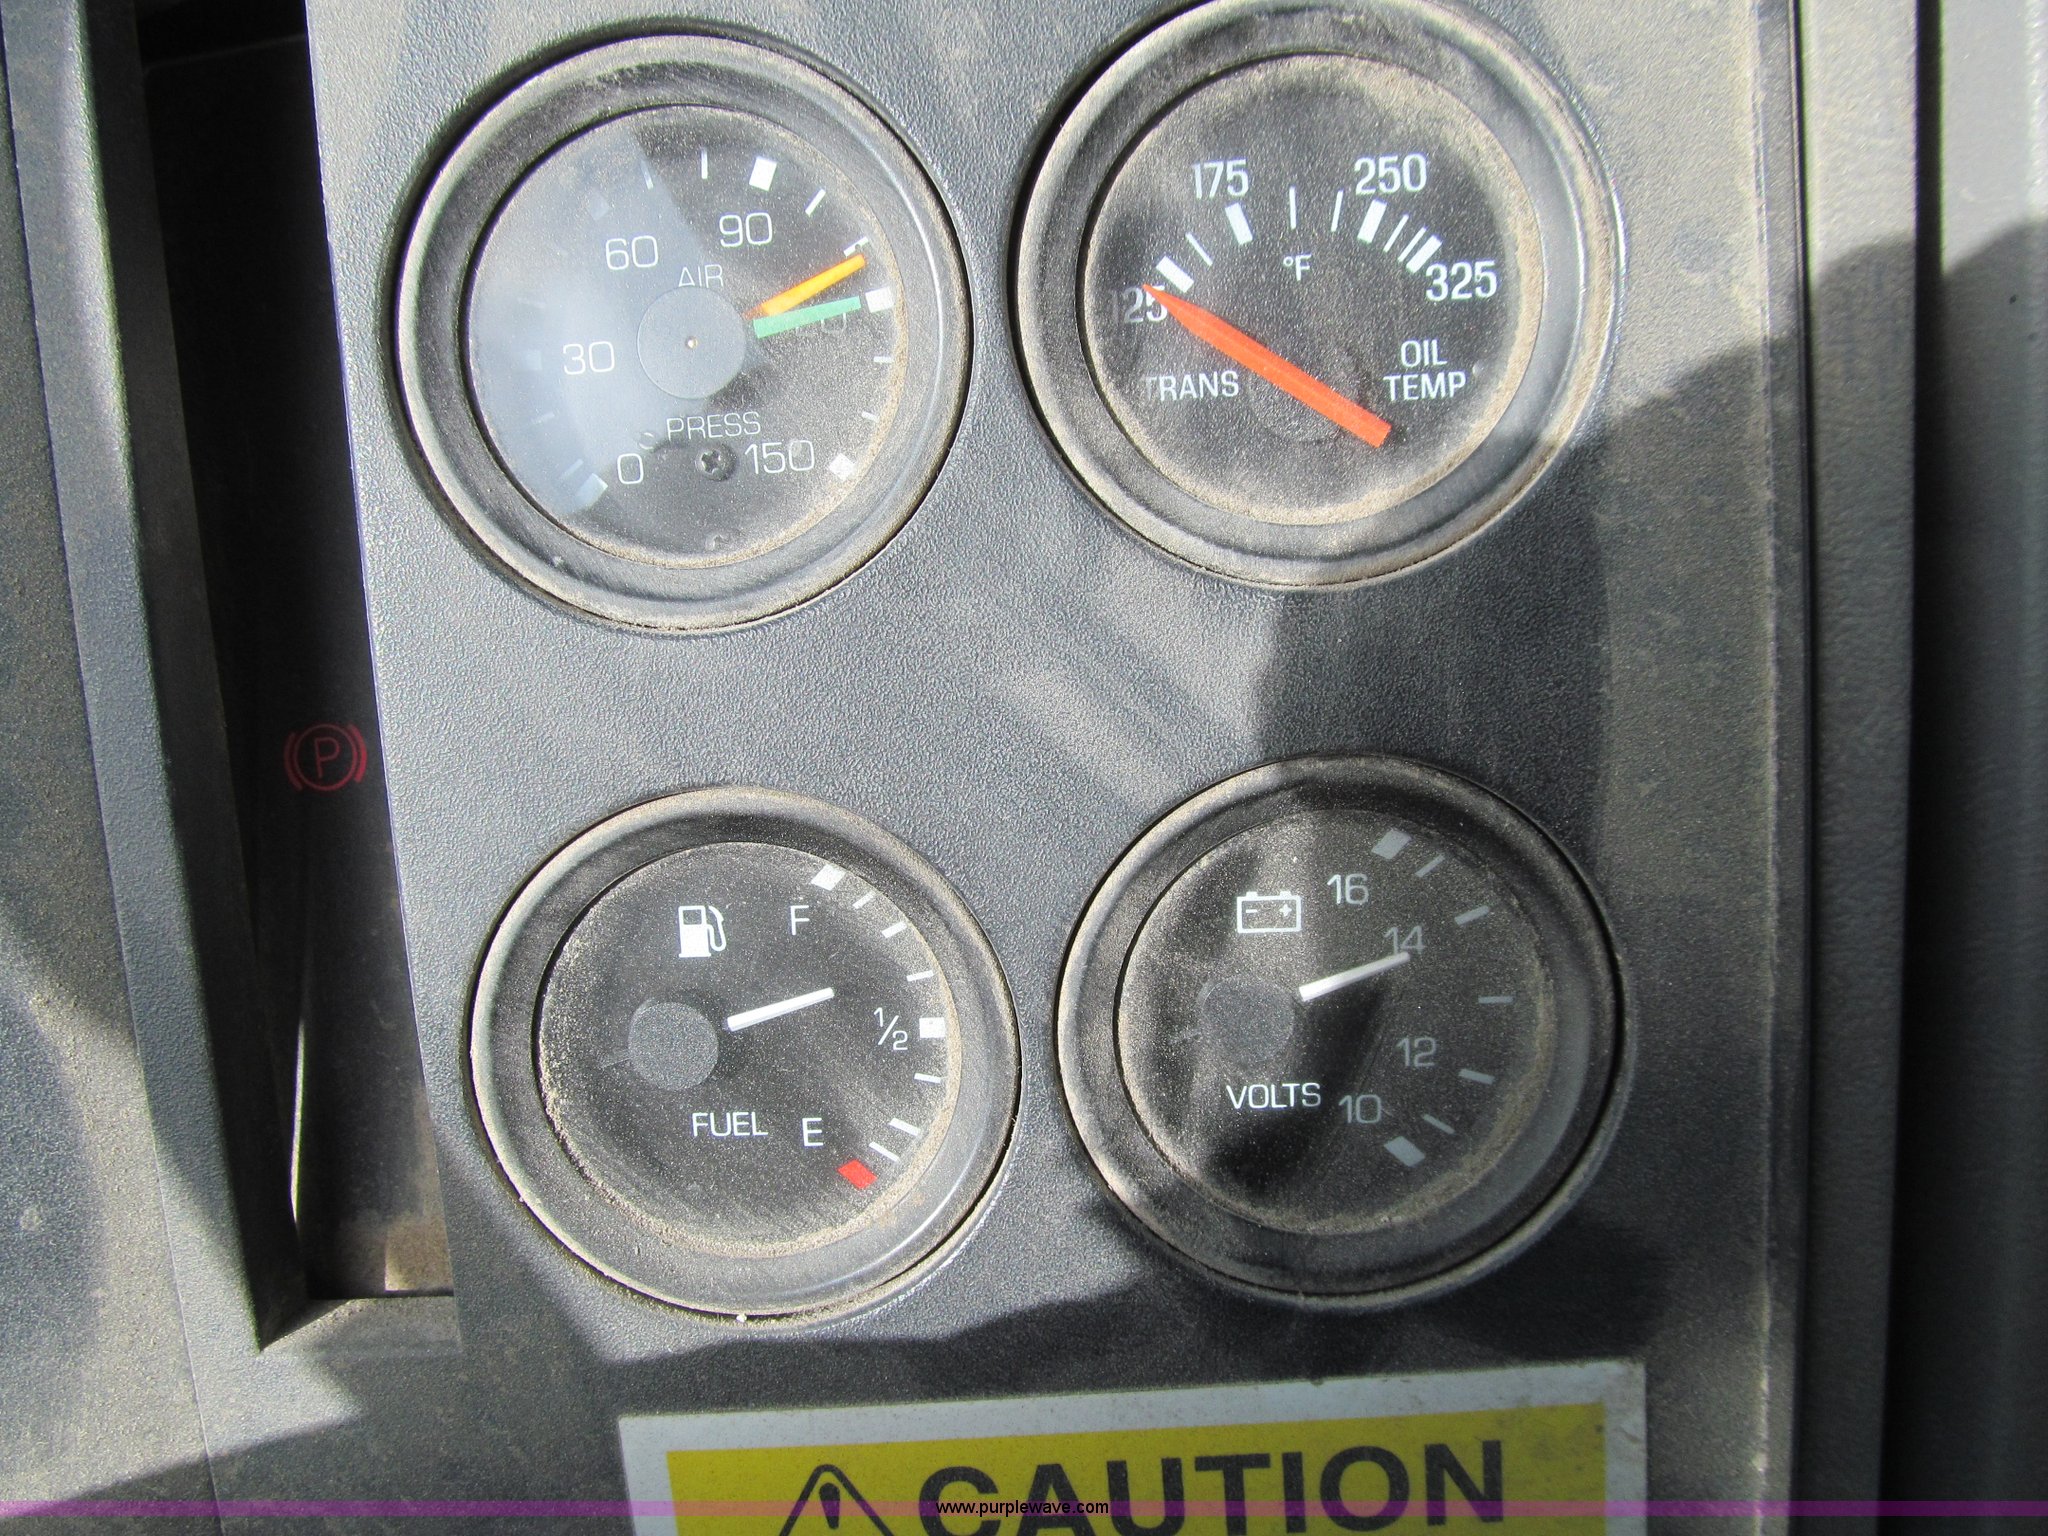 90
60
AIR
30
PRESS
0
150
175
250
°F
125
325
OIL
TRANS
TEMP
P
F
1/2
FUEL
E
16
14
12
VOLTS
10
CAUTION
www.purplewave.com